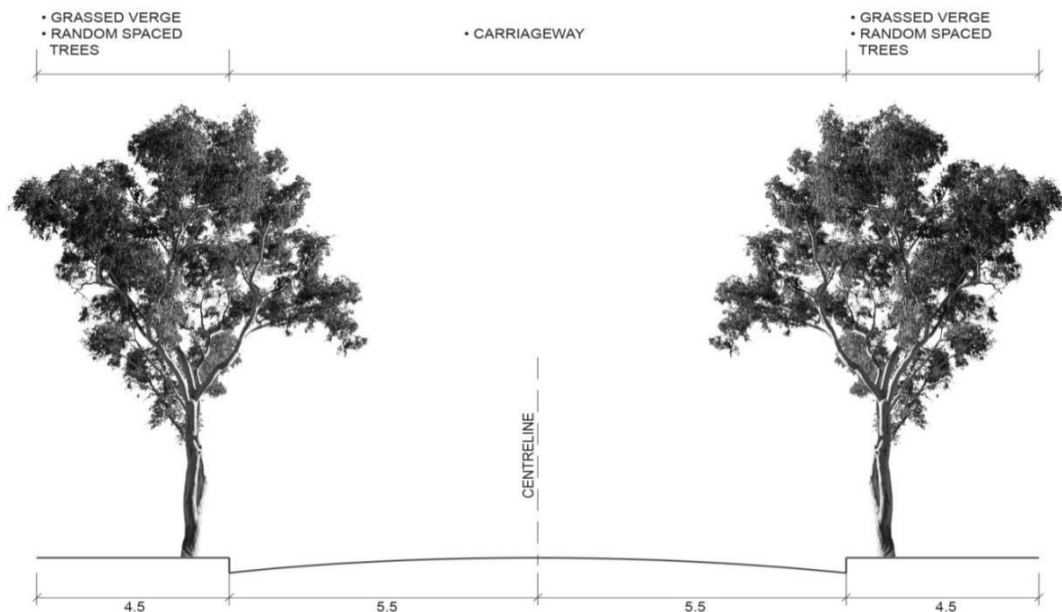 • GRASSED VERGE
• RANDOM SPACED
TREES
• CARRIAGEWAY
• GRASSED VERGE
• RANDOM SPACED
TREES
CENTRELINE
4.5
5.5
5.5
4.5